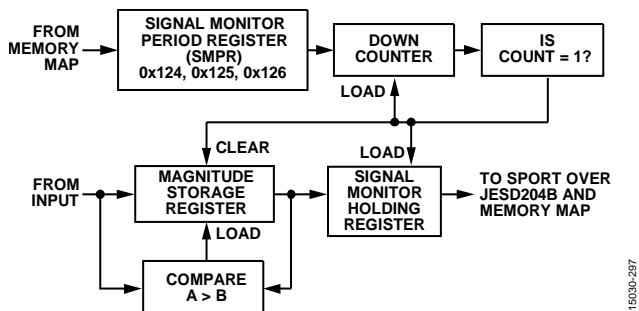 FROM
MEMORY
MAP
SIGNAL MONITOR
PERIOD REGISTER
(SMPR)
0x124, 0x125, 0x126
DOWN
COUNTER
IS
COUNT = 1?
LOAD
CLEAR
LOAD
FROM
INPUT
MAGNITUDE
STORAGE
REGISTER
SIGNAL
MONITOR
HOLDING
REGISTER
TO SPORT OVER
JESD204B AND
MEMORY MAP
LOAD
COMPARE
A > B
15030-297